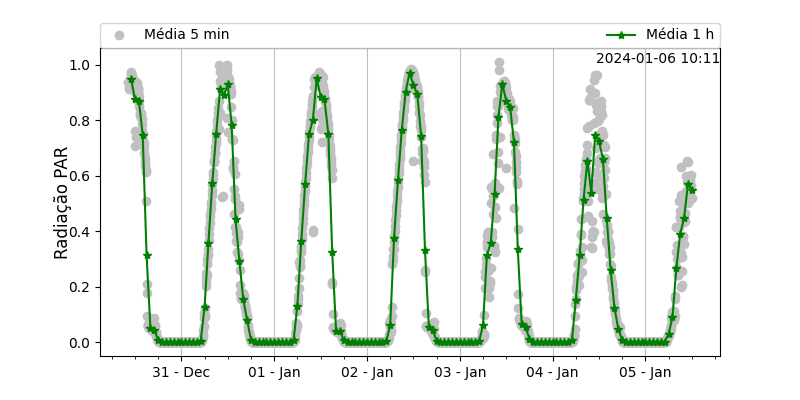 Média 5 min
Média 1 h
2024-01-06 10:11
Radiação PAR
1.0
0.8
0.6
0.4
0.2
0.0
31 - Dec
01 - Jan
02 - Jan
03 - Jan
04 - Jan
05 - Jan